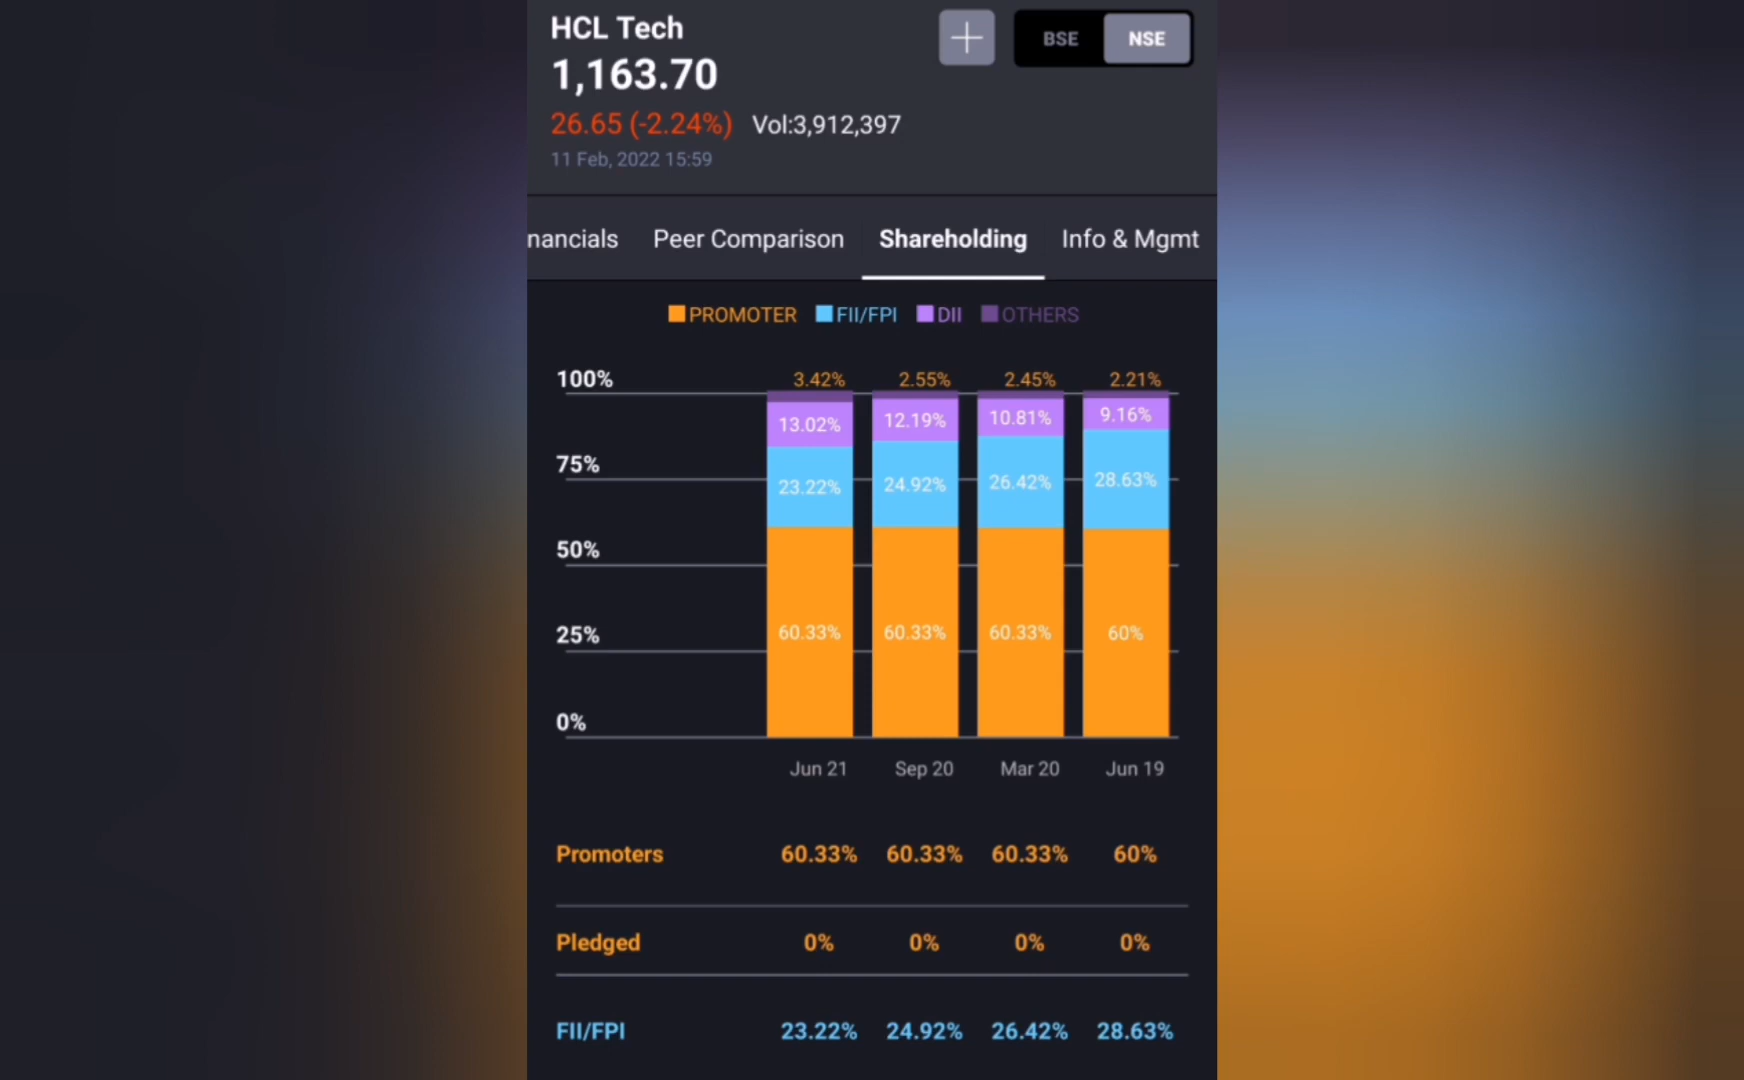 HCL Tech
1,163.70
26.65 (-2.24%) Vol:3,912,397
11 Feb, 2022 15:59
BSE NSE
nancials Peer Comparison Shareholding Info & Mgmt
PROMOTER FII/FPI DII OTHERS
100% 3.42% 2.55% 2.45% 2.21%
13.02% 12.19% 10.81% 9.16%
75%
23.22% 24.92% 26.42% 28.63%
50%
25% 60.33% 60.33% 60.33% 60%
0%
Jun 21 Sep 20 Mar 20 Jun 19
Promoters 60.33% 60.33% 60.33% 60%
Pledged 0% 0% 0% 0%
FII/FPI 23.22% 24.92% 26.42% 28.63%